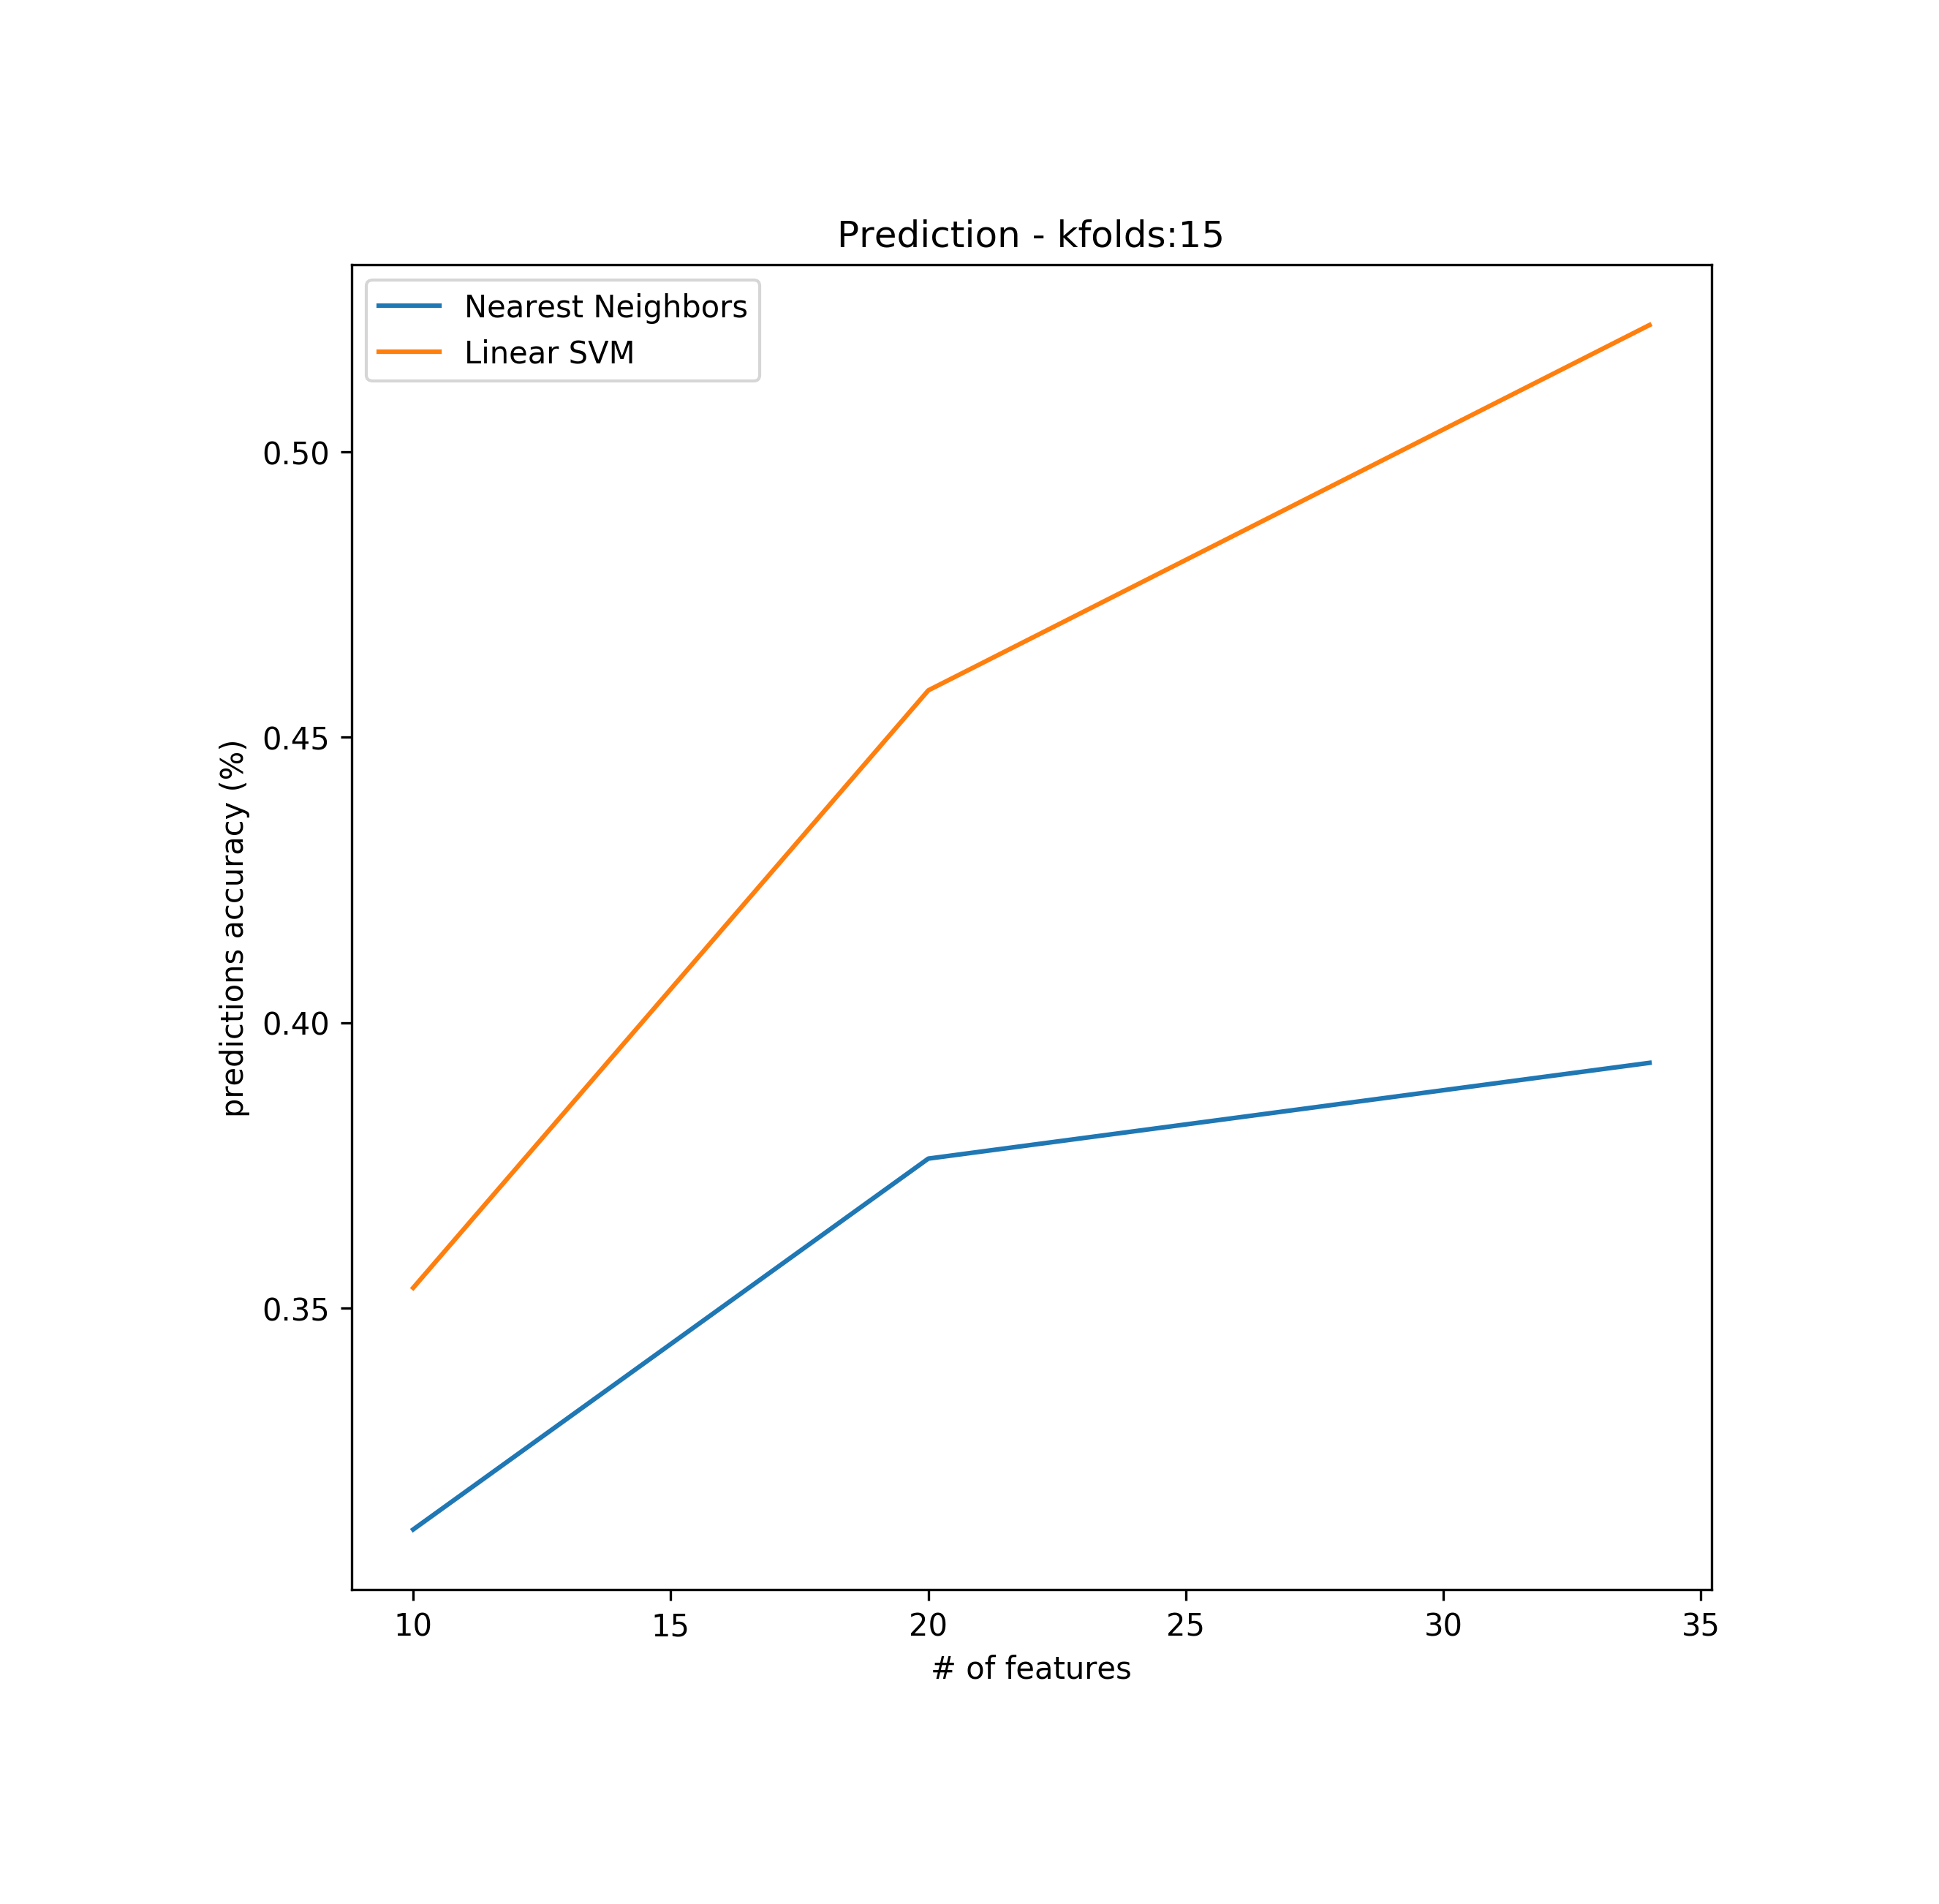 Prediction - kfolds:15
Nearest Neighbors
Linear SVM
0.50
0.45
0.40
0.35
predictions accuracy (%)
10 15 20 25 30 35
# of features